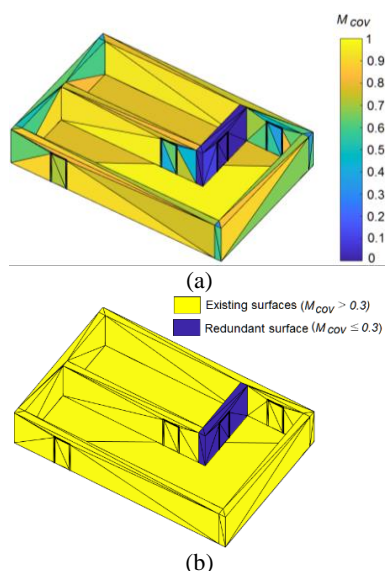 M cov
1
0.9
0.8
0.7
0.6
0.5
0.4
0.3
0.2
0.1
0
(a)
Existing surfaces (M cov > 0.3)
Redundant surface (M cov ≤ 0.3)
(b)